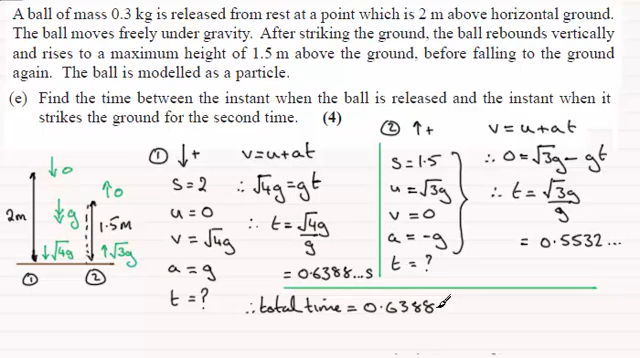 A ball of mass 0.3 kg is released from rest at a point which is 2 m above horizontal ground.
The ball moves freely under gravity. After striking the ground, the ball rebounds vertically
and rises to a maximum height of 1.5 m above the ground, before falling to the ground
again. The ball is modelled as a particle.
(e) Find the time between the instant when the ball is released and the instant when it
strikes the ground for the second time. (4)
① ↓+
s=2
u=0
v=√4g
a=g
t=?
v=u+at
∴ √4g=gt
∴ t=√4g/g
=0.6388...s
② ↑+
s=1.5
u=√3g
v=0
a=-g
t=?
v=u+at
∴ 0=√3g-gt
∴ t=√3g/g
=0.5532...
↓0
2m
↓g
↓√4g
①
↑0
1.5m
↑√3g
②
∴ total time = 0.6388